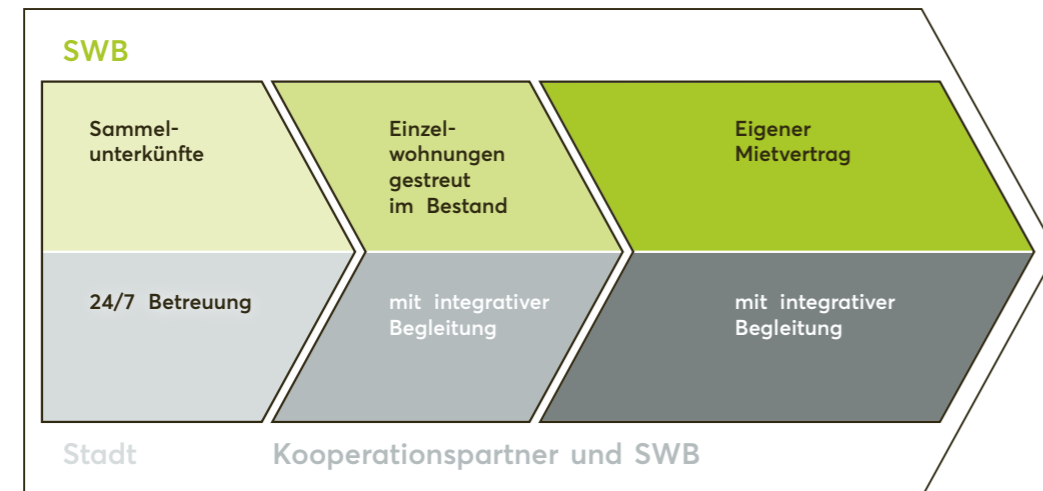 SWB
Sammel-
unterkünfte
Einzel-
wohnungen
gestreut
im Bestand
Eigener
Mietvertrag
24/7 Betreuung
mit integrativer
Begleitung
mit integrativer
Begleitung
Stadt
Kooperationspartner und SWB